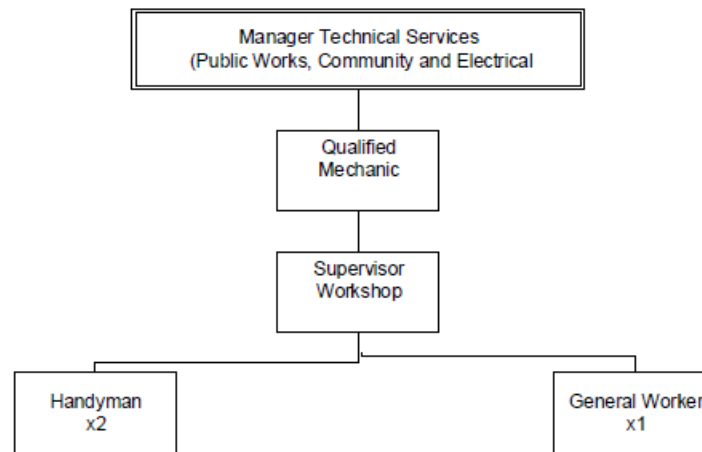 Manager Technical Services
(Public Works, Community and Electrical
Qualified
Mechanic
Supervisor
Workshop
Handyman
x2
General Worker
x1